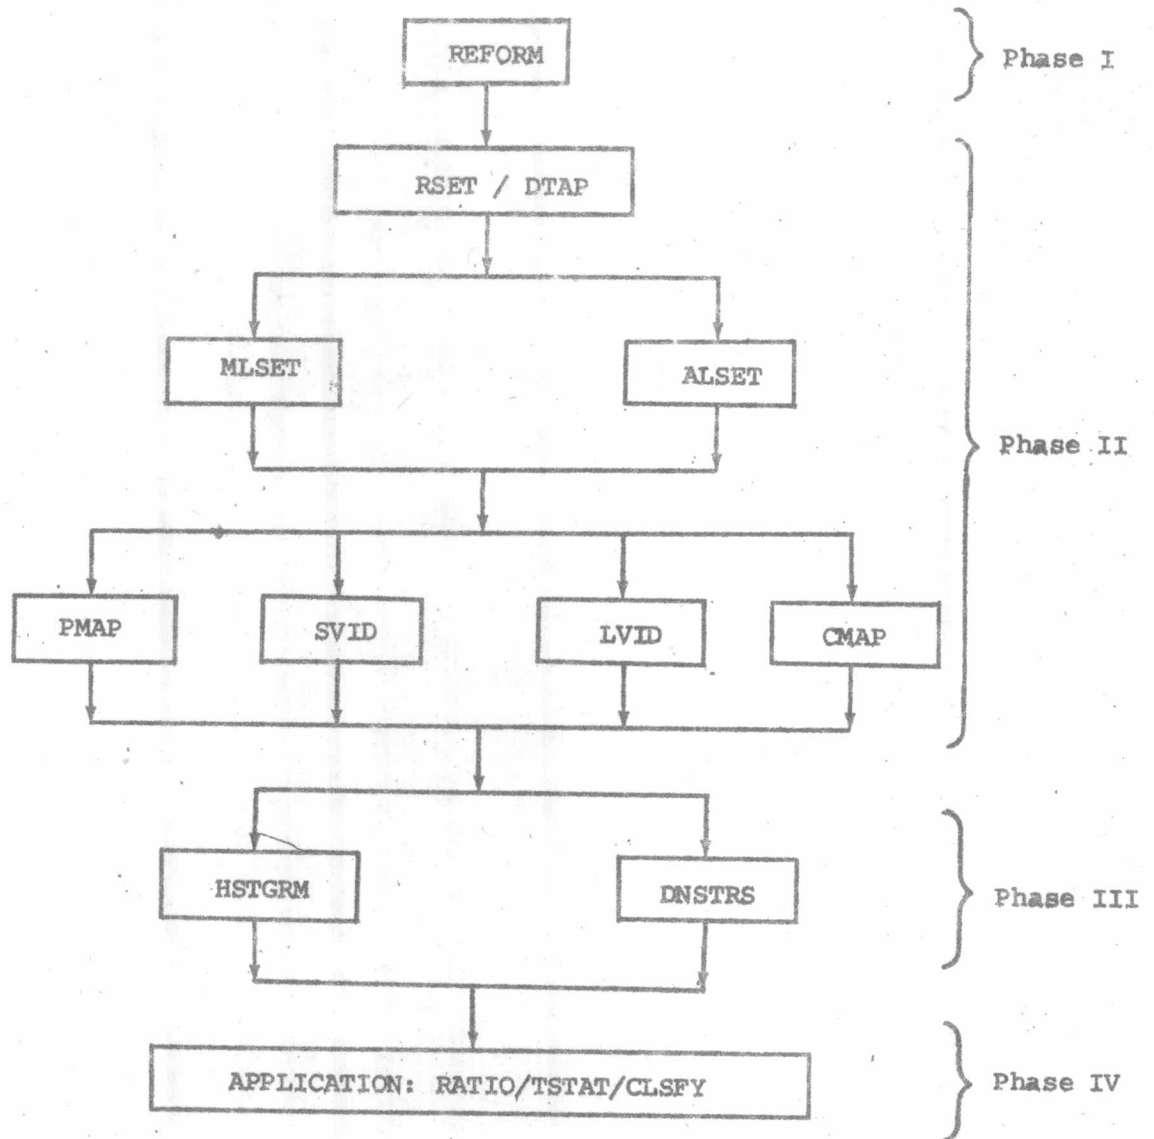 REFORM
Phase I
RSET / DTAP
MLSET
ALSET
Phase II
PMAP
SVID
LVID
CMAP
HSTGRM
DNSTRS
Phase III
APPLICATION: RATIO/TSTAT/CLSFY
Phase IV